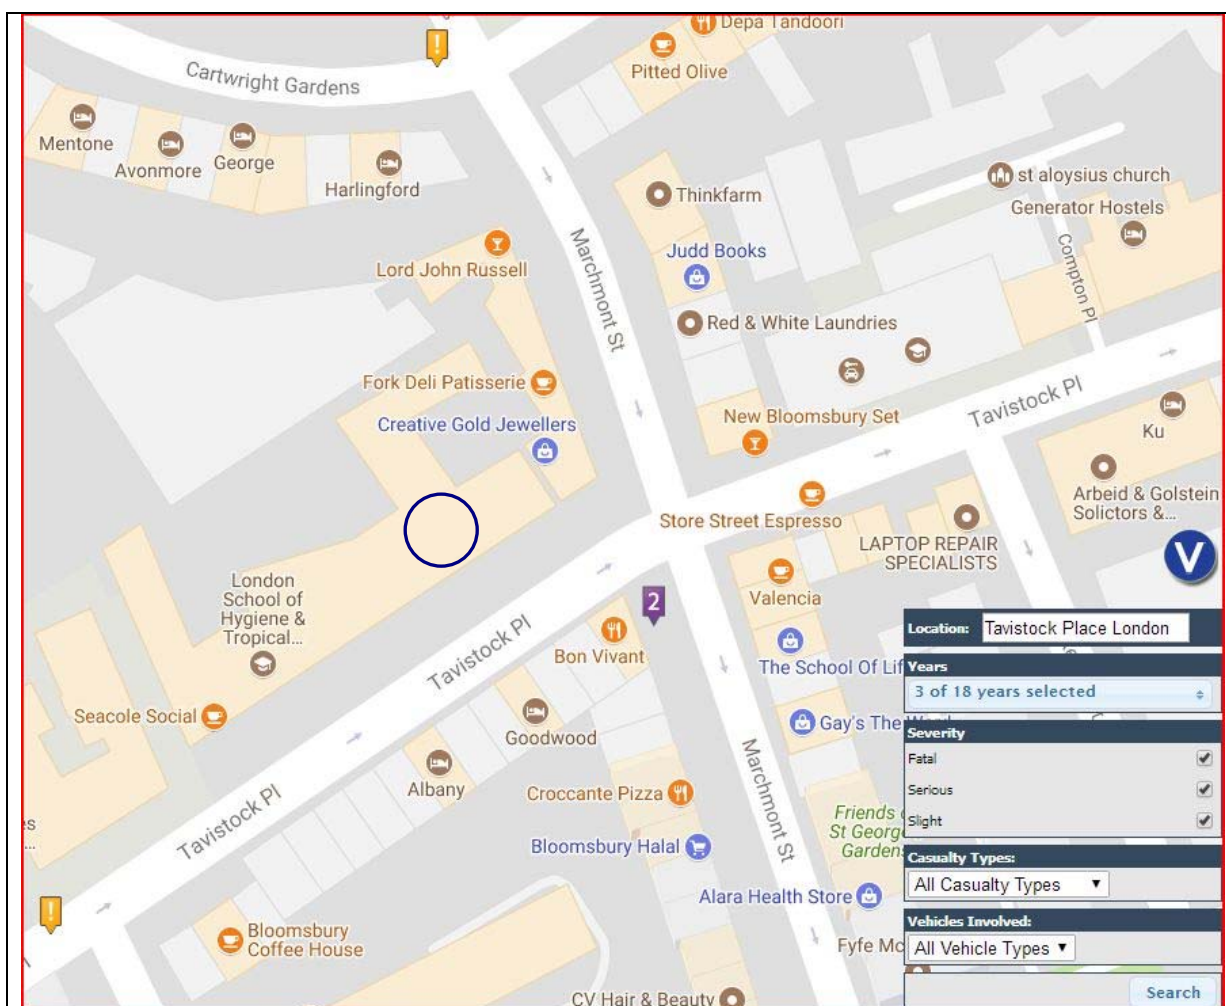 Depa Tandoori
Pitted Olive
Cartwright Gardens
Mentone
Avonmore
George
Harlingford
Thinkfarm
st aloysius church
Generator Hostels
Compton Pl
Judd Books
Lord John Russell
Marchmont St
Red & White Laundries
Fork Deli Patisserie
Creative Gold Jewellers
New Bloomsbury Set
Tavistock Pl
Ku
Arbeid & Golstein
Solictors &...
Store Street Espresso
LAPTOP REPAIR
SPECIALISTS
V
London
School of
Hygiene &
Tropical...
2
Valencia
Bon Vivant
Tavistock Pl
The School Of Lif
Seacole Social
Goodwood
Gay's The
Albany
Croccante Pizza
Marchmont St
Friends
St George
Gardens
Tavistock Pl
Bloomsbury Halal
Alara Health Store
Bloomsbury
Coffee House
Fyfe Mc
CV Hair & Beauty
Location: Tavistock Place London
Years
3 of 18 years selected
Severity
Fatal
Serious
Slight
Casualty Types:
All Casualty Types
Vehicles Involved:
All Vehicle Types
Search